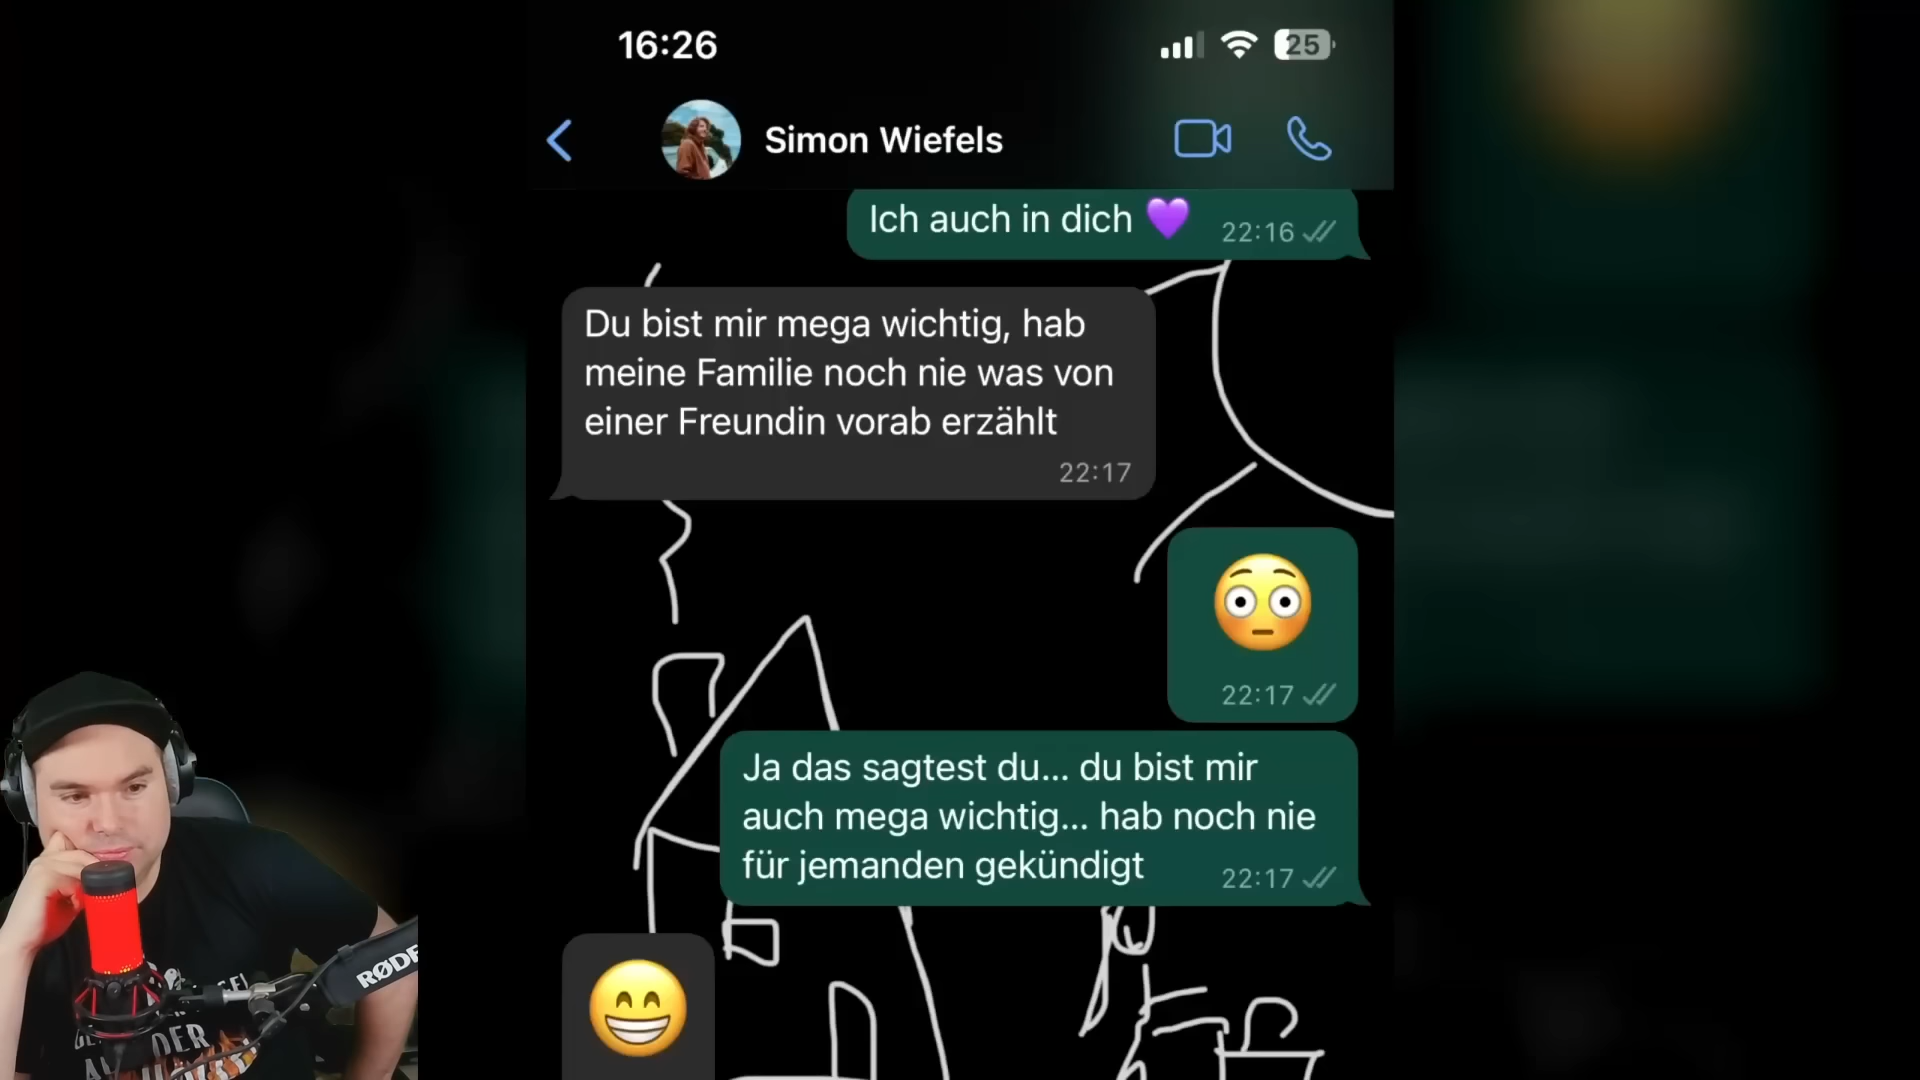 16:26
25
Simon Wiefels
Ich auch in dich 💜 22:16
Du bist mir mega wichtig, hab
meine Familie noch nie was von
einer Freundin vorab erzählt
22:17
😳
22:17
Ja das sagtest du... du bist mir
auch mega wichtig... hab noch nie
für jemanden gekündigt 22:17
😁
RØDE
DER